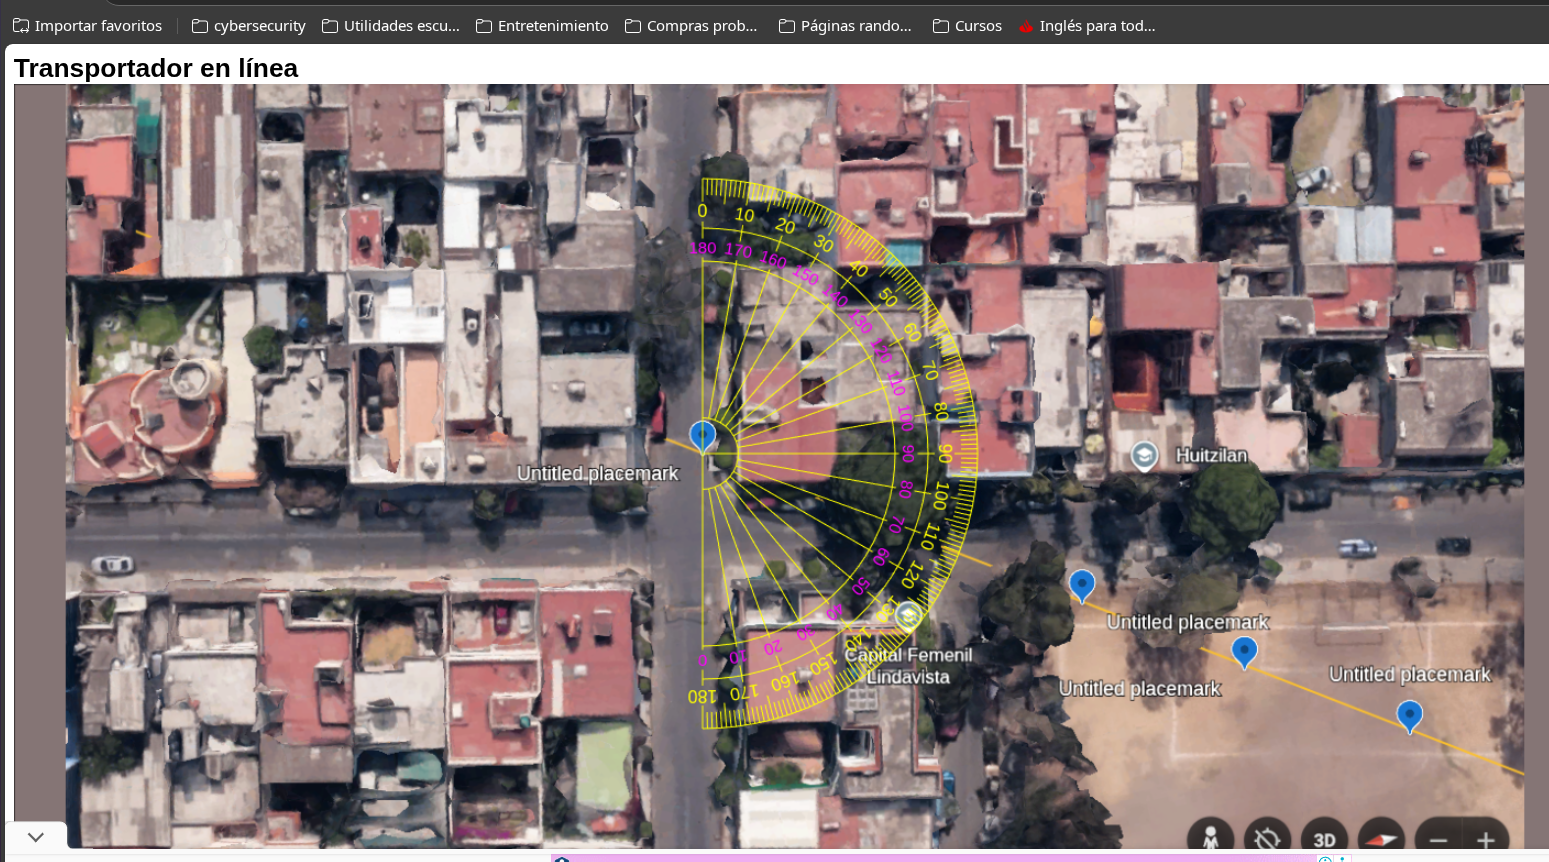 Importar favoritos
cybersecurity
Utilidades escu...
Entretenimiento
Compras prob...
Páginas rando...
Cursos
Inglés para tod...
Transportador en línea
0
10
20
30
40
50
60
70
80
90
100
110
120
130
140
150
160
170
180
180
170
160
150
140
130
120
110
100
90
80
70
60
50
40
30
20
10
0
Untitled placemark
Huitzilan
Capital Femenil
Lindavista
Untitled placemark
Untitled placemark
Untitled placemark
3D